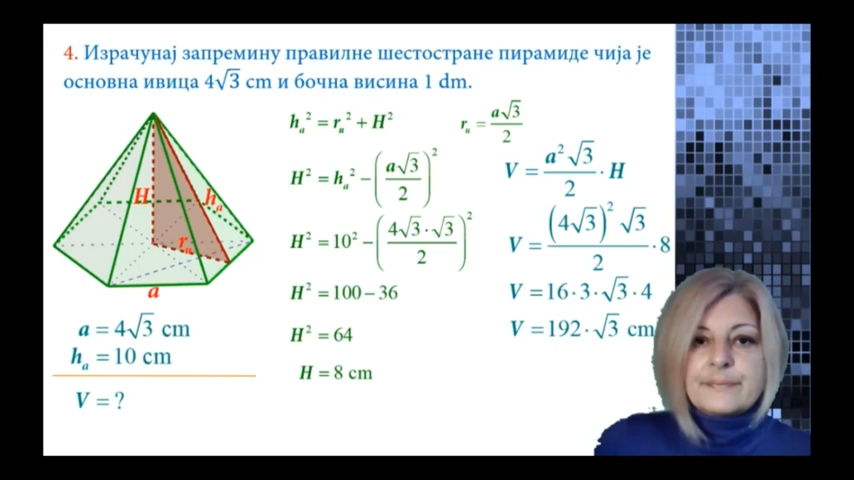 4. Израчунај запремину правилне шестостране пирамиде чија је
основна ивица 4√3 cm и бочна висина 1 dm.
H
hₐ
rᵤ
a
a = 4√3 cm
hₐ = 10 cm
V = ?
hₐ² = rᵤ² + H²
H² = hₐ² − (a√3/2)²
H² = 10² − (4√3·√3/2)²
H² = 100 − 36
H² = 64
H = 8 cm
rᵤ = a√3/2
V = a²√3/2 · H
V = (4√3)²√3/2 · 8
V = 16 · 3 · √3 · 4
V = 192 · √3 cm